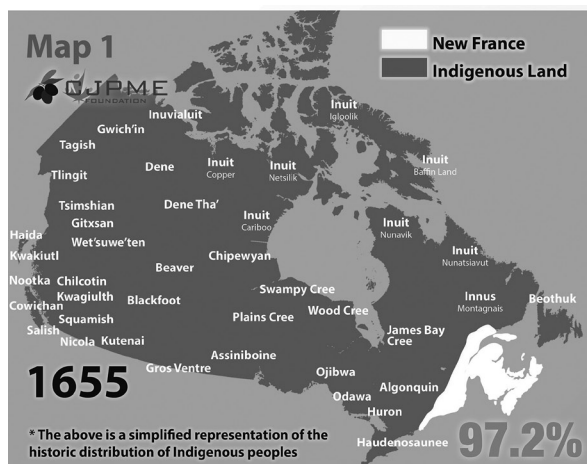 Map 1
CJPME
FOUNDATION
New France
Indigenous Land
Inuvialuit
Gwich'in
Tagish
Tlingit
Dene
Inuit
Copper
Inuit
Netsilik
Inuit
Igloolik
Inuit
Baffin Land
Tsimshian
Gitxsan
Wet'suwe'ten
Dene Tha'
Inuit
Cariboo
Inuit
Nunavik
Inuit
Nunatsiavut
Haida
Kwakiutl
Nootka
Cowichan
Salish
Chilcotin
Kwagiulth
Squamish
Nicola
Kutenai
Beaver
Blackfoot
Chipewyan
Swampy Cree
Plains Cree
Wood Cree
James Bay
Cree
Innus
Montagnais
Beothuk
Gros Ventre
Assiniboine
Ojibwa
Odawa
Algonquin
Huron
Haudenosaunee
1655
97.2%
* The above is a simplified representation of the
historic distribution of Indigenous peoples